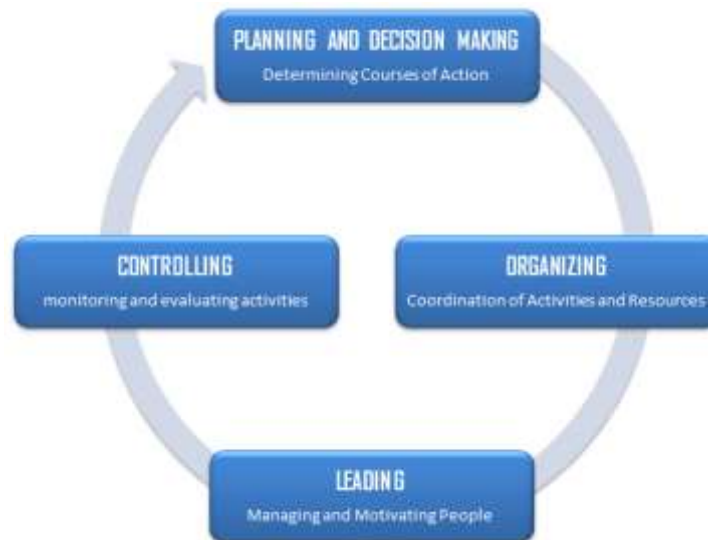 PLANNING AND DECISION MAKING
Determining Courses of Action
CONTROLLING
monitoring and evaluating activities
ORGANIZING
Coordination of Activities and Resources
LEADING
Managing and Motivating People